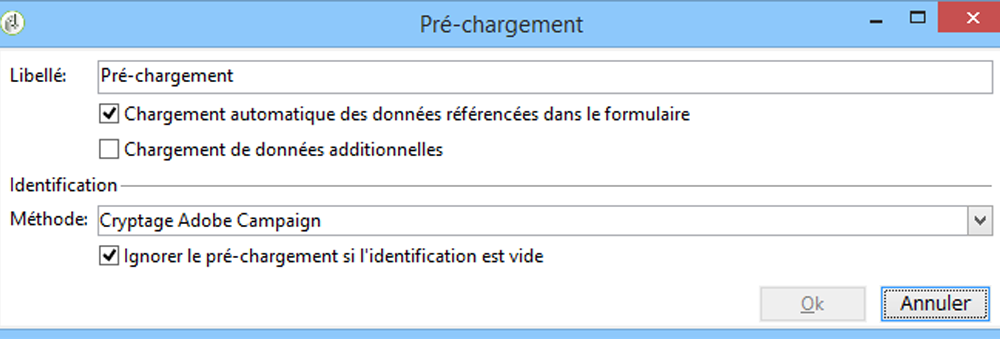 Pré-chargement
Libellé: Pré-chargement
Chargement automatique des données référencées dans le formulaire
Chargement de données additionnelles
Identification
Méthode: Cryptage Adobe Campaign
Ignorer le pré-chargement si l'identification est vide
Ok Annuler